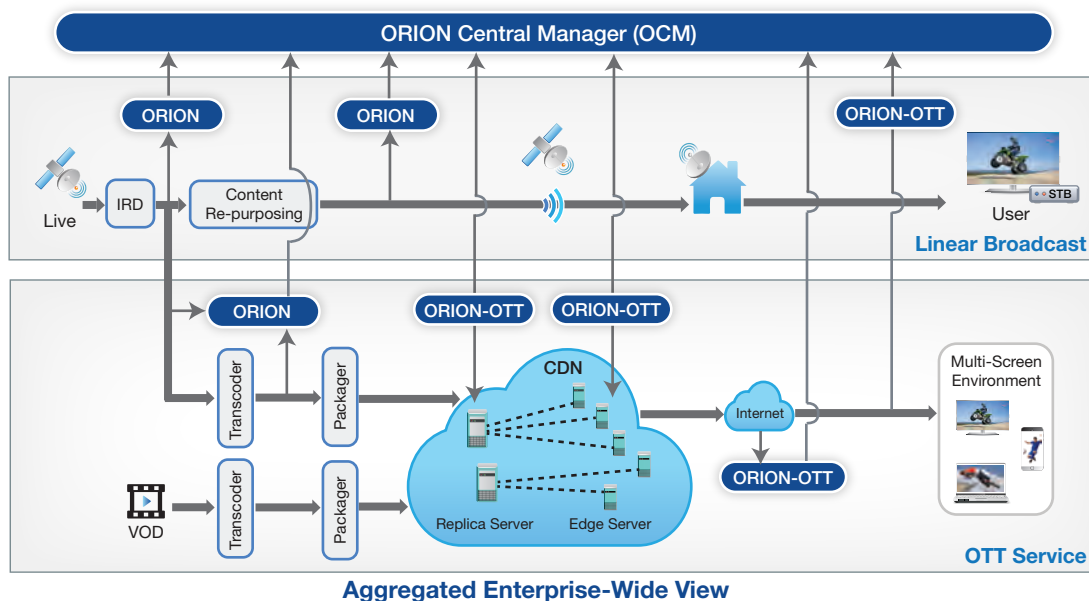 ORION Central Manager (OCM)
ORION
ORION
ORION-OTT
Live
IRD
Content
Re-purposing
STB
User
Linear Broadcast
ORION
ORION-OTT
ORION-OTT
Transcoder
Packager
CDN
Internet
Multi-Screen
Environment
ORION-OTT
VOD
Transcoder
Packager
Replica Server
Edge Server
OTT Service
Aggregated Enterprise-Wide View